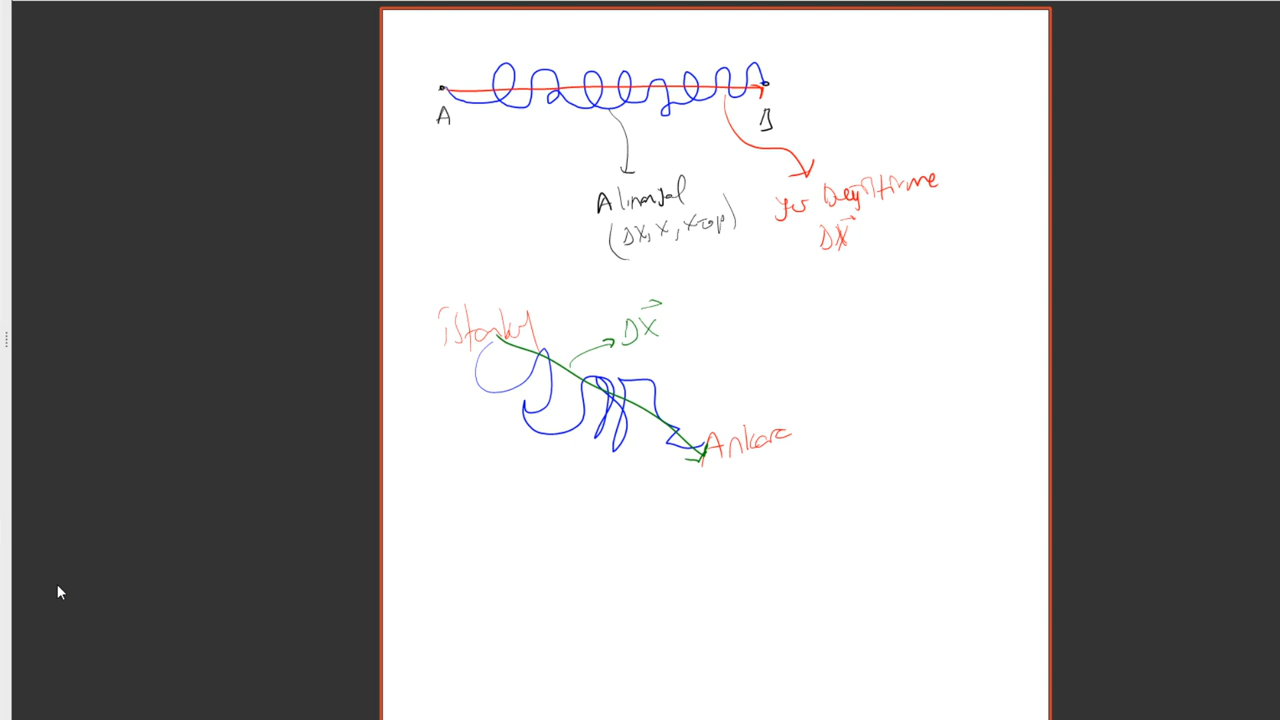 A
B
Alınan yol
(Δx, x, xTop)
Yer Değiştirme
Δx⃗
İstanbul
Δx⃗
Ankara